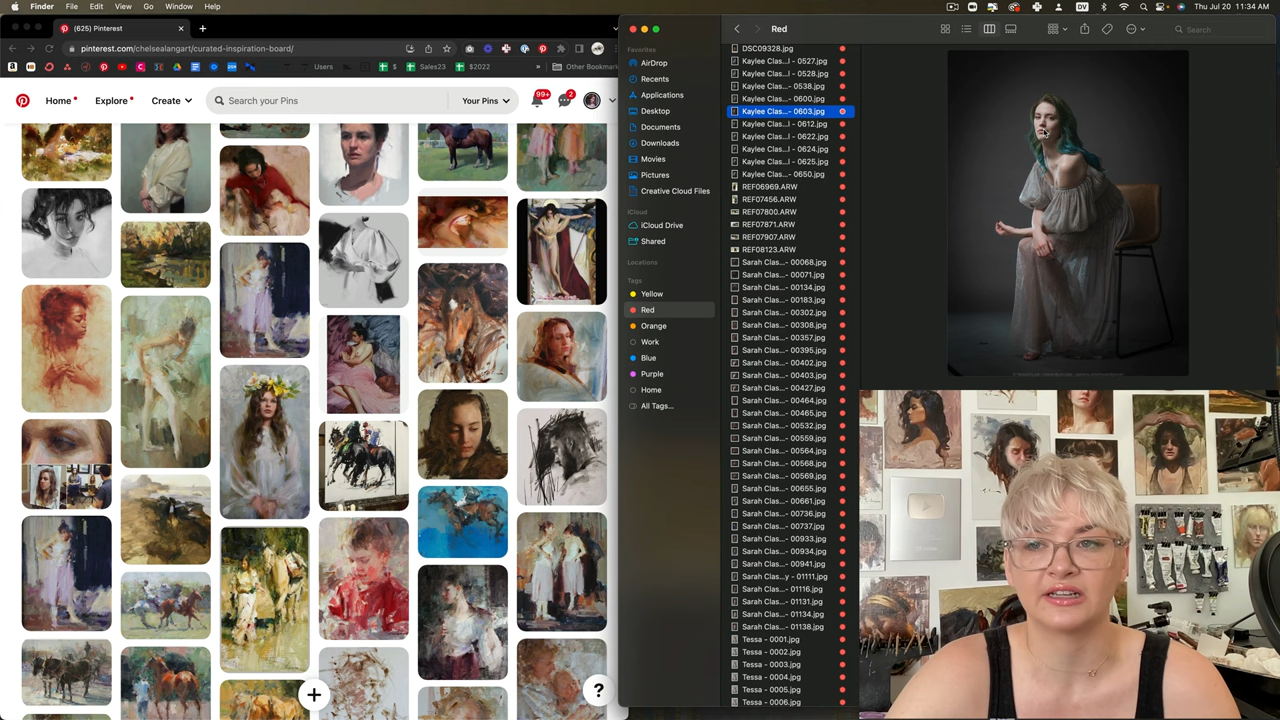 Finder File Edit View Go Window Help
Thu Jul 20 11:34 AM
(625) Pinterest
pinterest.com/chelsealangart/curated-inspiration-board/
Users
$
Sales23
$2022
»
Other Bookmarks
Home
Explore
Create
Search your Pins
Your Pins
99+
2
+
?
Favorites
AirDrop
Recents
Applications
Desktop
Documents
Downloads
Movies
Pictures
Creative Cloud Files
iCloud
iCloud Drive
Shared
Locations
Tags
Yellow
Red
Orange
Work
Blue
Purple
Home
All Tags...
Red
Search
DSC09328.jpg
Kaylee Clas...l - 0527.jpg
Kaylee Clas...l - 0528.jpg
Kaylee Clas... - 0538.jpg
Kaylee Clas... - 0600.jpg
Kaylee Clas... - 0603.jpg
Kaylee Clas...l - 0612.jpg
Kaylee Clas... - 0622.jpg
Kaylee Clas... - 0624.jpg
Kaylee Clas... - 0625.jpg
Kaylee Clas... - 0650.jpg
REF06969.ARW
REF07456.ARW
REF07800.ARW
REF07871.ARW
REF07907.ARW
REF08123.ARW
Sarah Clas...- 00068.jpg
Sarah Clas... - 00071.jpg
Sarah Clas... - 00134.jpg
Sarah Clas... - 00183.jpg
Sarah Clas...- 00302.jpg
Sarah Clas...- 00308.jpg
Sarah Clas... - 00357.jpg
Sarah Clas...- 00395.jpg
Sarah Clas...- 00402.jpg
Sarah Clas...- 00403.jpg
Sarah Clas...- 00427.jpg
Sarah Clas...- 00464.jpg
Sarah Clas...- 00465.jpg
Sarah Clas...- 00532.jpg
Sarah Clas...- 00559.jpg
Sarah Clas...- 00564.jpg
Sarah Clas...- 00568.jpg
Sarah Clas...- 00569.jpg
Sarah Clas...- 00655.jpg
Sarah Clas...- 00661.jpg
Sarah Clas...- 00736.jpg
Sarah Clas...- 00737.jpg
Sarah Clas...- 00933.jpg
Sarah Clas...- 00934.jpg
Sarah Clas...- 00941.jpg
Sarah Clas...y - 01111.jpg
Sarah Clas... - 01116.jpg
Sarah Clas... - 01131.jpg
Sarah Clas... - 01134.jpg
Sarah Clas... - 01138.jpg
Tessa - 0001.jpg
Tessa - 0002.jpg
Tessa - 0003.jpg
Tessa - 0004.jpg
Tessa - 0005.jpg
Tessa - 0006.jpg